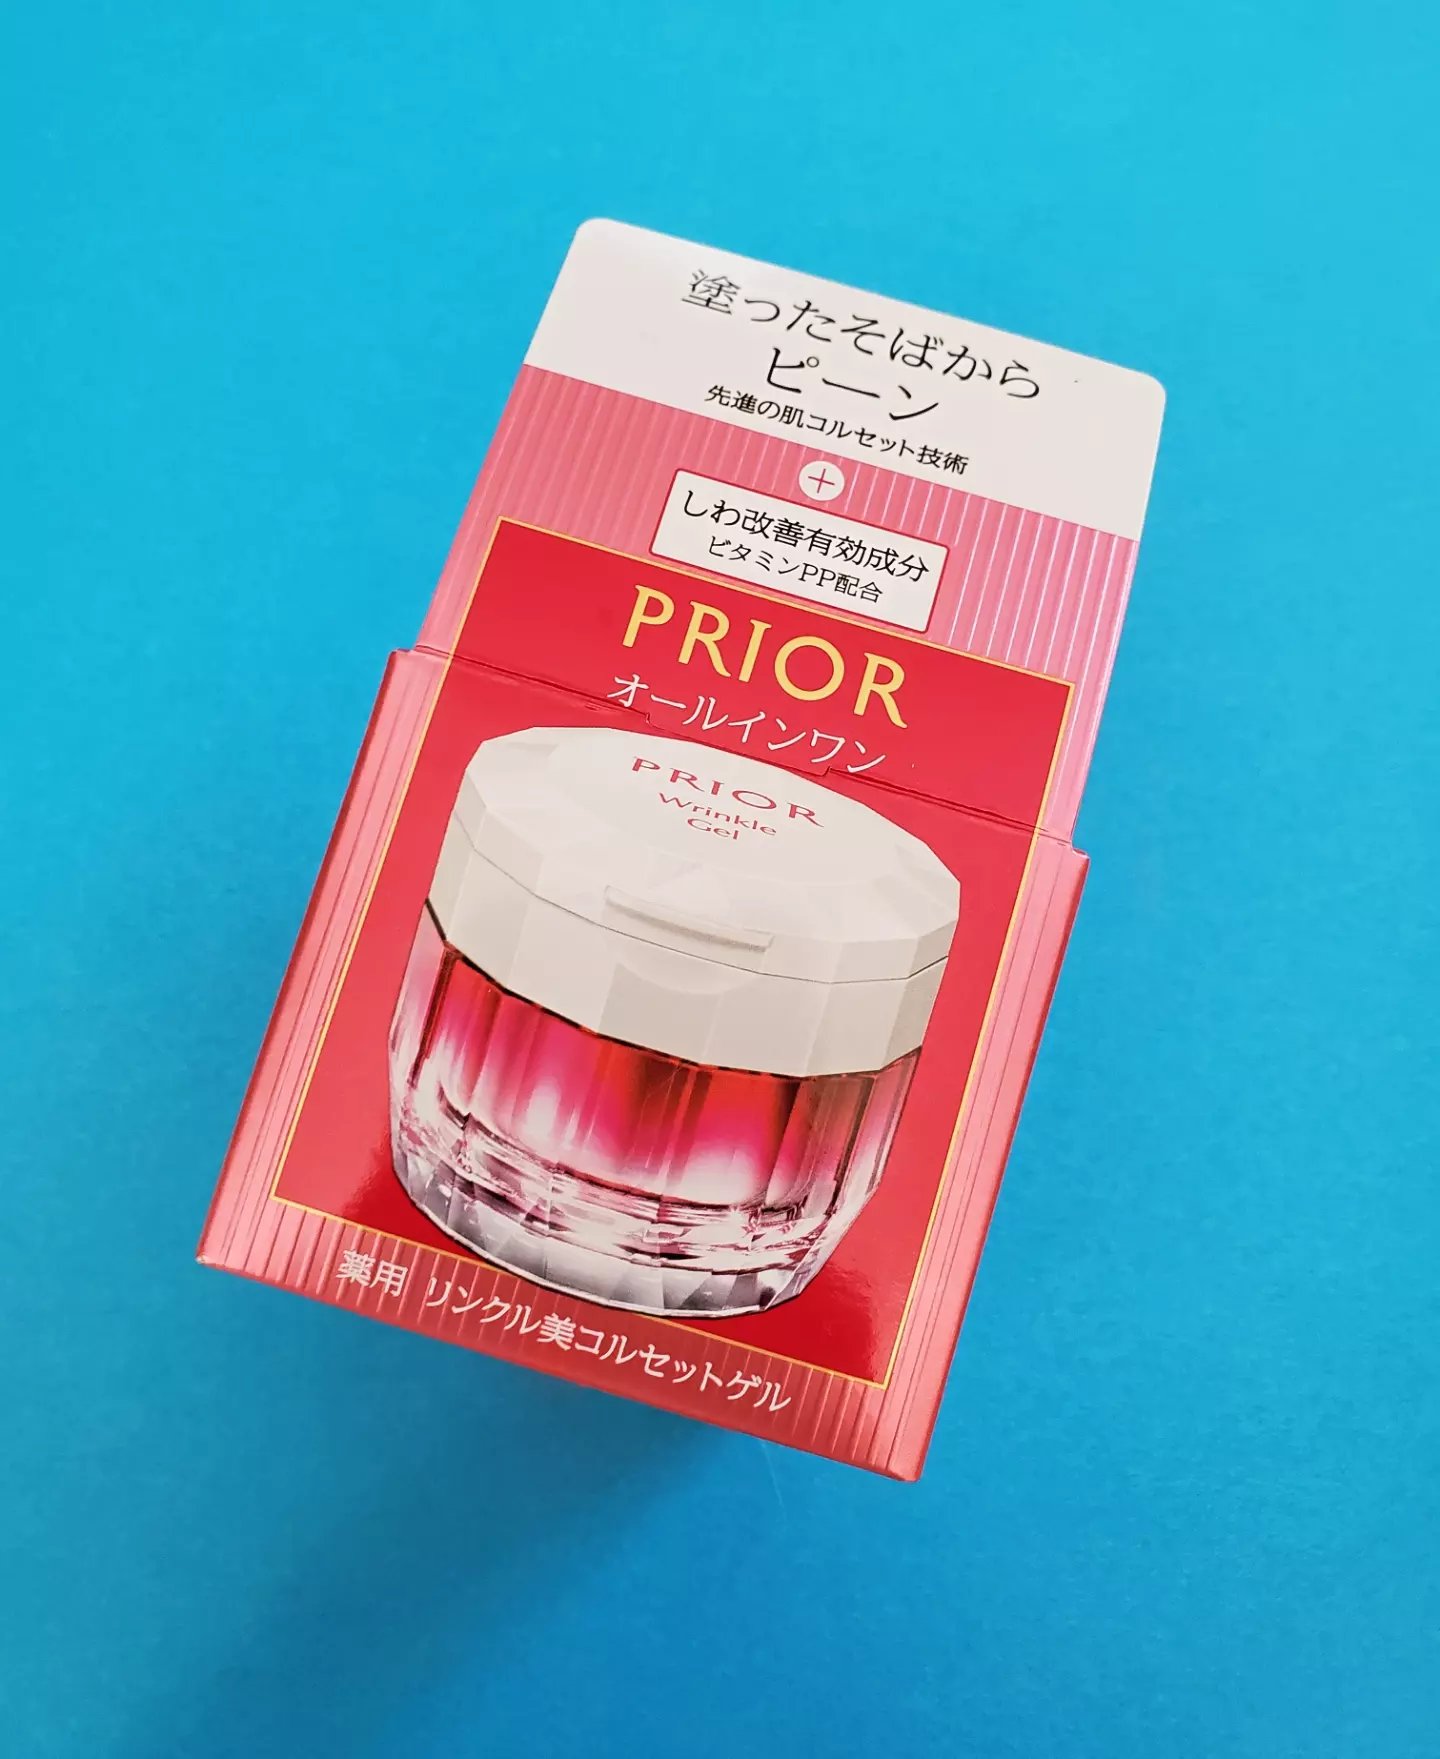 塗ったそばから
ピーン
先進の肌コルセット技術
+
しわ改善有効成分
ビタミンPP配合
PRIOR
オールインワン
PRIOR
Wrinkle
Gel
薬用 リンクル美コルセットゲル